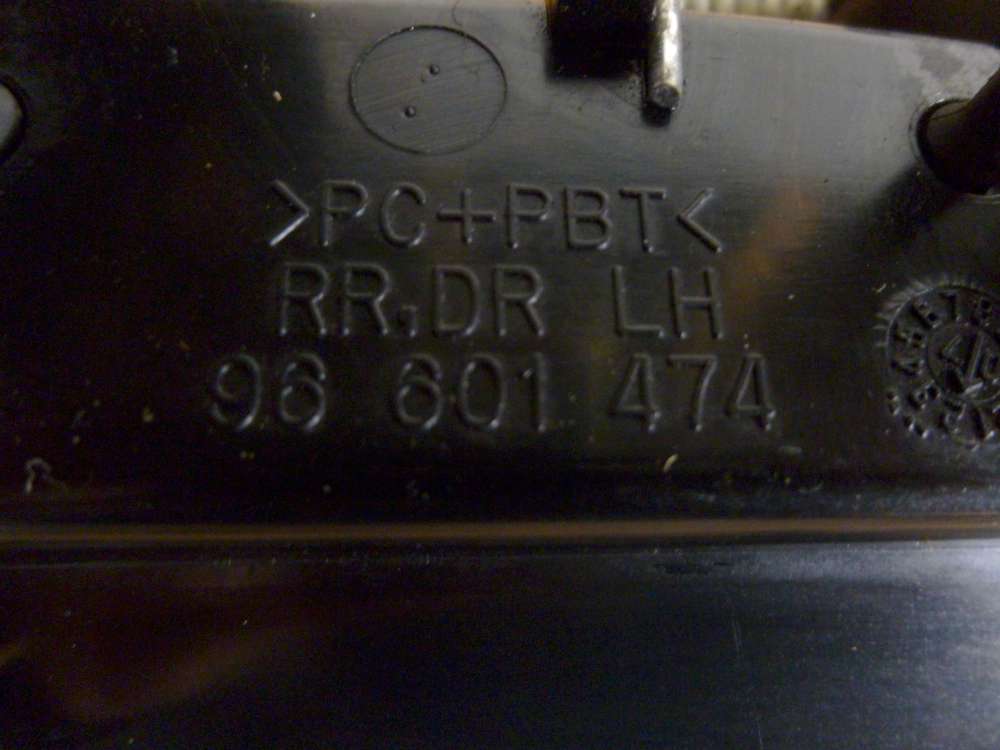 >PC+PBT<
RR.DR LH
96 601 474